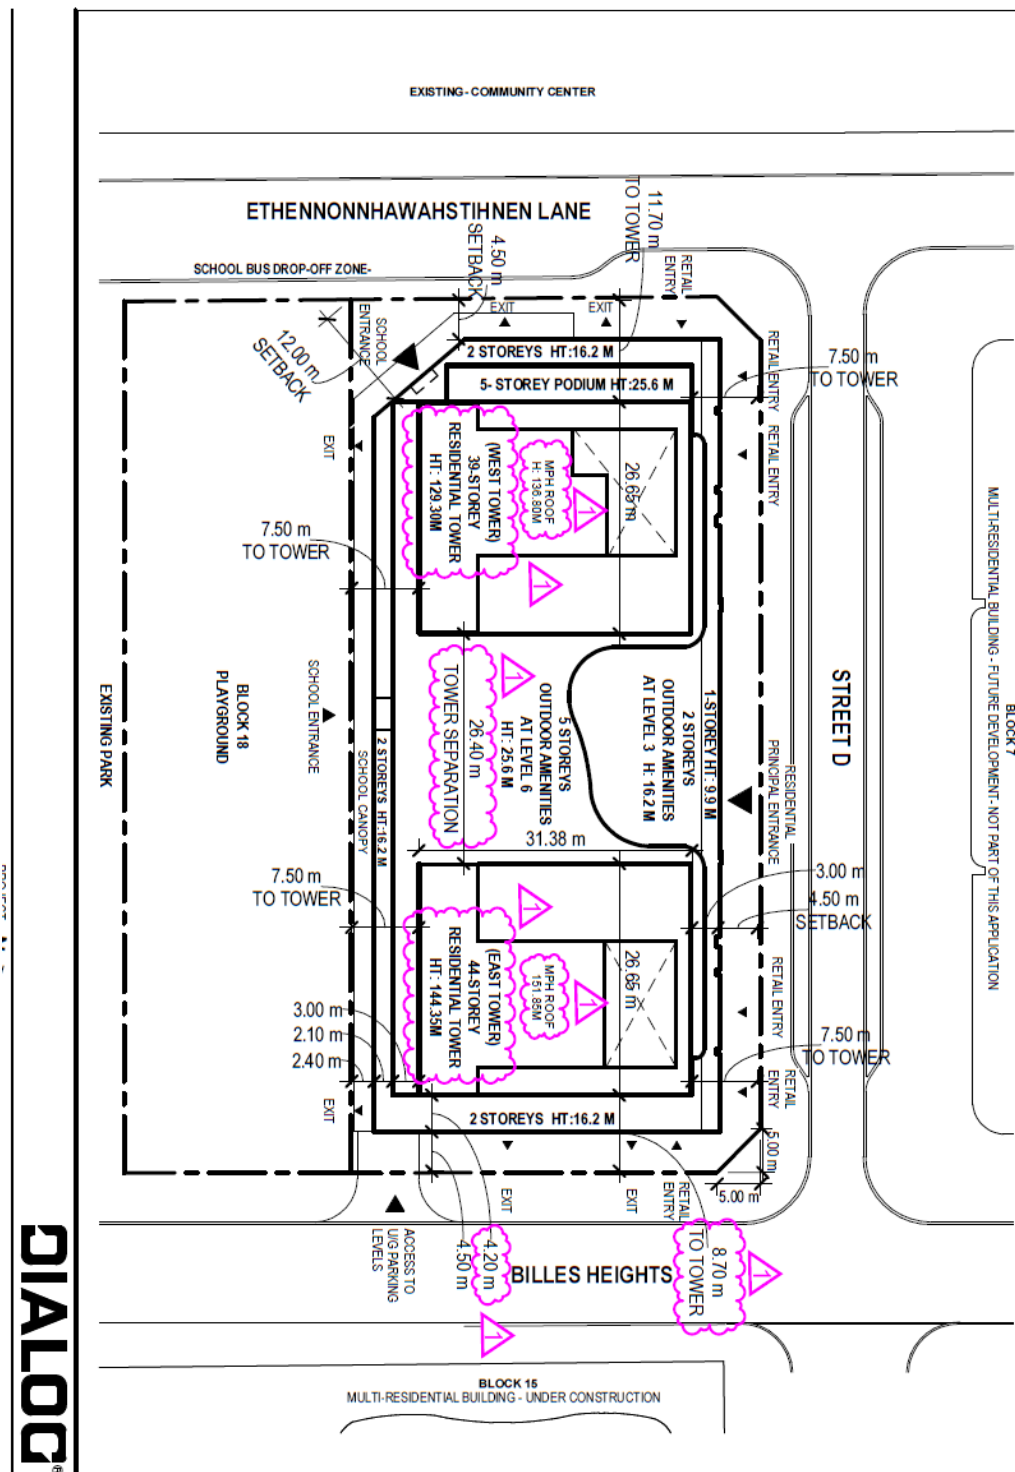 EXISTING- COMMUNITY CENTER
ETHENNONNHAWAHSTIHNEN LANE
11.70 m
TO TOWER
4.50 m
SETBACK
SCHOOL BUS DROP-OFF ZONE-
RETAIL
ENTRY
EXIT
EXIT
SCHOOL
ENTRANCE
12.00 m
SETBACK
2 STOREYS HT:16.2 M
5- STOREY PODIUM HT:25.6 M
RETAIL ENTRY
7.50 m
TO TOWER
RETAIL ENTRY
EXIT
(WEST TOWER)
39-STOREY
RESIDENTIAL TOWER
HT: 129.30M
MPH ROOF
H: 136.80M
26.65 m
1
1
7.50 m
TO TOWER
MULTI-RESIDENTIAL BUILDING - FUTURE DEVELOPMENT- NOT PART OF THIS APPLICATION
BLOCK 7
STREET D
EXISTING PARK
BLOCK 18
PLAYGROUND
SCHOOL ENTRANCE
SCHOOL CANOPY
2 STOREYS HT:16.2 M
1
26.40 m
TOWER SEPARATION
5 STOREYS
OUTDOOR AMENITIES
AT LEVEL 6
HT: 25.6 M
1-STOREY HT: 9.9 M
2 STOREYS
OUTDOOR AMENITIES
AT LEVEL 3 H: 16.2 M
RESIDENTIAL
PRINCIPAL ENTRANCE
31.38 m
3.00 m
4.50 m
SETBACK
7.50 m
TO TOWER
1
(EAST TOWER)
44-STOREY
RESIDENTIAL TOWER
HT: 144.35M
MPH ROOF
151.85M
26.65 m
1
RETAIL ENTRY
7.50 m
TO TOWER
3.00 m
2.10 m
2.40 m
EXIT
2 STOREYS HT:16.2 M
RETAIL
ENTRY
5.00 m
5.00 m
EXIT
EXIT
RETAIL
ENTRY
ACCESS TO
U/G PARKING
LEVELS
4.20 m
4.50 m
BILLES HEIGHTS
8.70 m
TO TOWER
1
1
BLOCK 15
MULTI-RESIDENTIAL BUILDING - UNDER CONSTRUCTION
DIALOG®